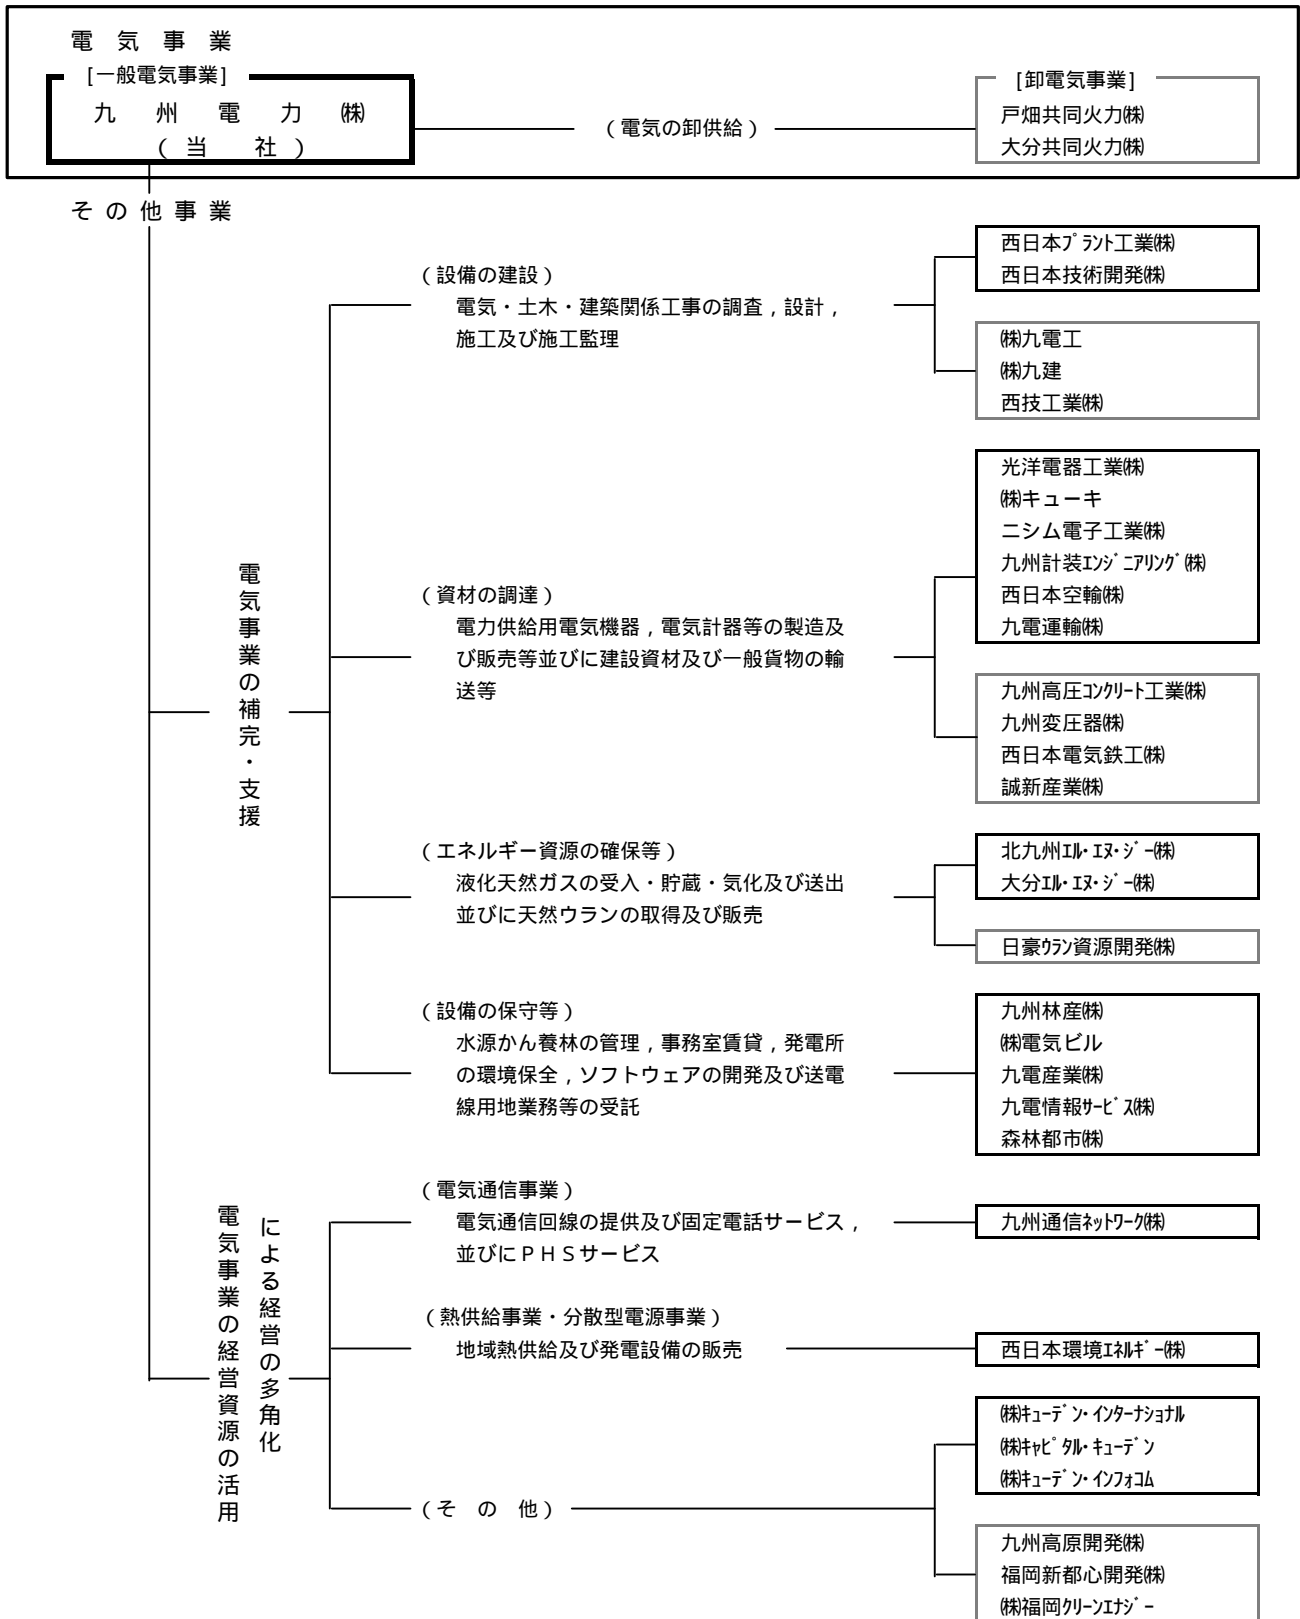 電気事業
[一般電気事業]
九州電力㈱
(当社)
(電気の卸供給)
[卸電気事業]
戸畑共同火力㈱
大分共同火力㈱
その他事業
電気事業の補完・支援
(設備の建設)
電気・土木・建築関係工事の調査,設計,
施工及び施工監理
西日本プラント工業㈱
西日本技術開発㈱
㈱九電工
㈱九建
西技工業㈱
(資材の調達)
電力供給用電気機器,電気計器等の製造及
び販売等並びに建設資材及び一般貨物の輸
送等
光洋電器工業㈱
㈱キューキ
ニシム電子工業㈱
九州計装エンジニアリング㈱
西日本空輸㈱
九電運輸㈱
九州高圧コンクリート工業㈱
九州変圧器㈱
西日本電気鉄工㈱
誠新産業㈱
(エネルギー資源の確保等)
液化天然ガスの受入・貯蔵・気化及び送出
並びに天然ウランの取得及び販売
北九州エル・エヌ・ジー㈱
大分エル・エヌ・ジー㈱
日豪ウラン資源開発㈱
(設備の保守等)
水源かん養林の管理,事務室賃貸,発電所
の環境保全,ソフトウェアの開発及び送電
線用地業務等の受託
九州林産㈱
㈱電気ビル
九電産業㈱
九電情報サービス㈱
森林都市㈱
電気事業の経営資源の活用
による経営の多角化
(電気通信事業)
電気通信回線の提供及び固定電話サービス,
並びにPHSサービス
九州通信ネットワーク㈱
(熱供給事業・分散型電源事業)
地域熱供給及び発電設備の販売
西日本環境エネルギー㈱
(その他)
㈱キューデン・インターナショナル
㈱キャピタル・キューデン
㈱キューデン・インフォコム
九州高原開発㈱
福岡新都心開発㈱
㈱福岡クリーンエナジー